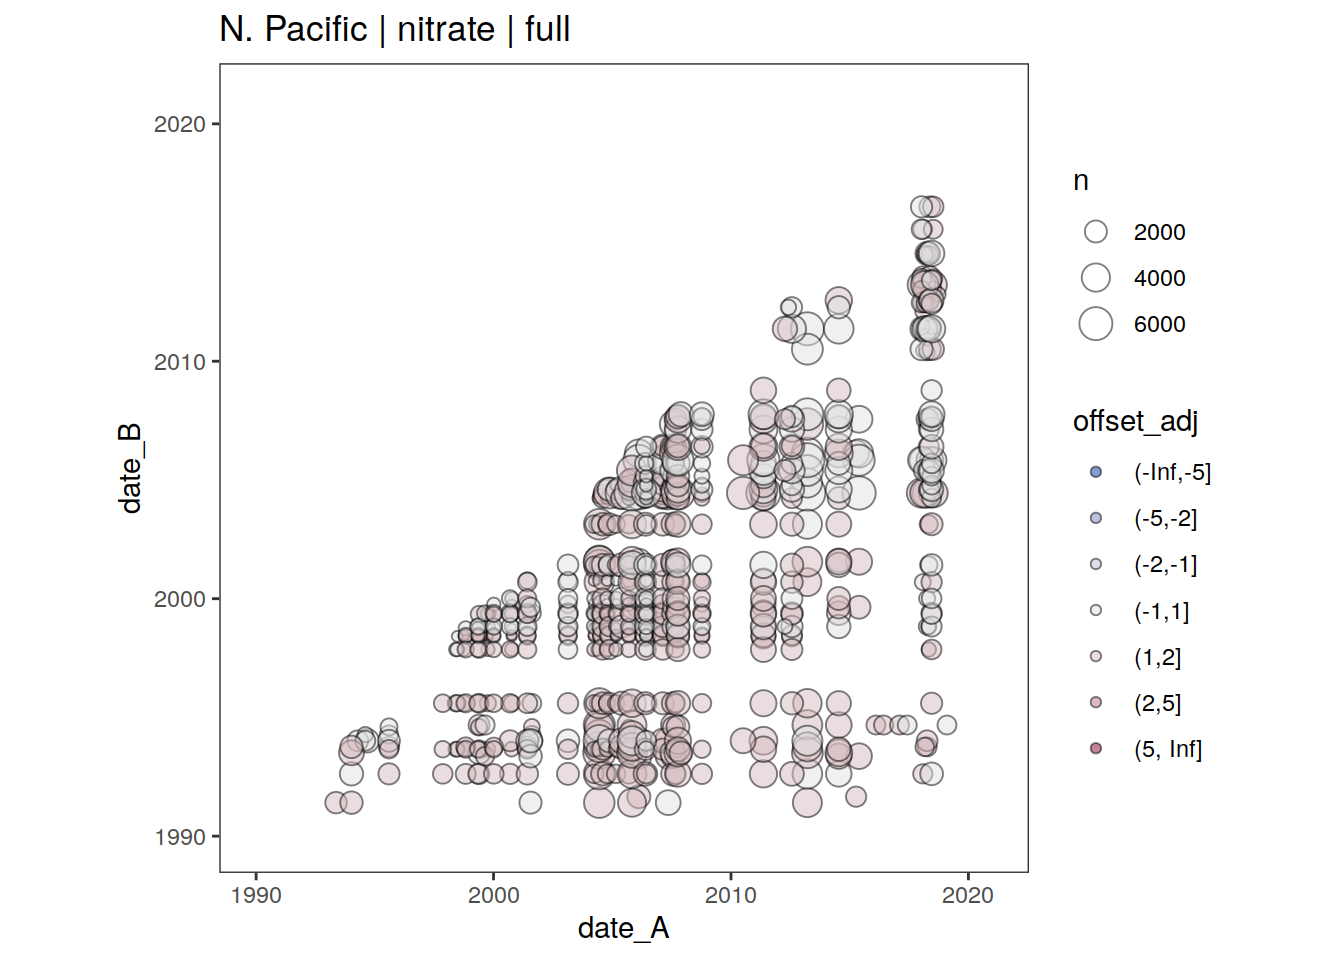 N. Pacific | nitrate | full
2020
2010
2000
1990
date_B
1990 2000 2010 2020
date_A
n
2000
4000
6000
offset_adj
(-Inf,-5]
(-5,-2]
(-2,-1]
(-1,1]
(1,2]
(2,5]
(5, Inf]